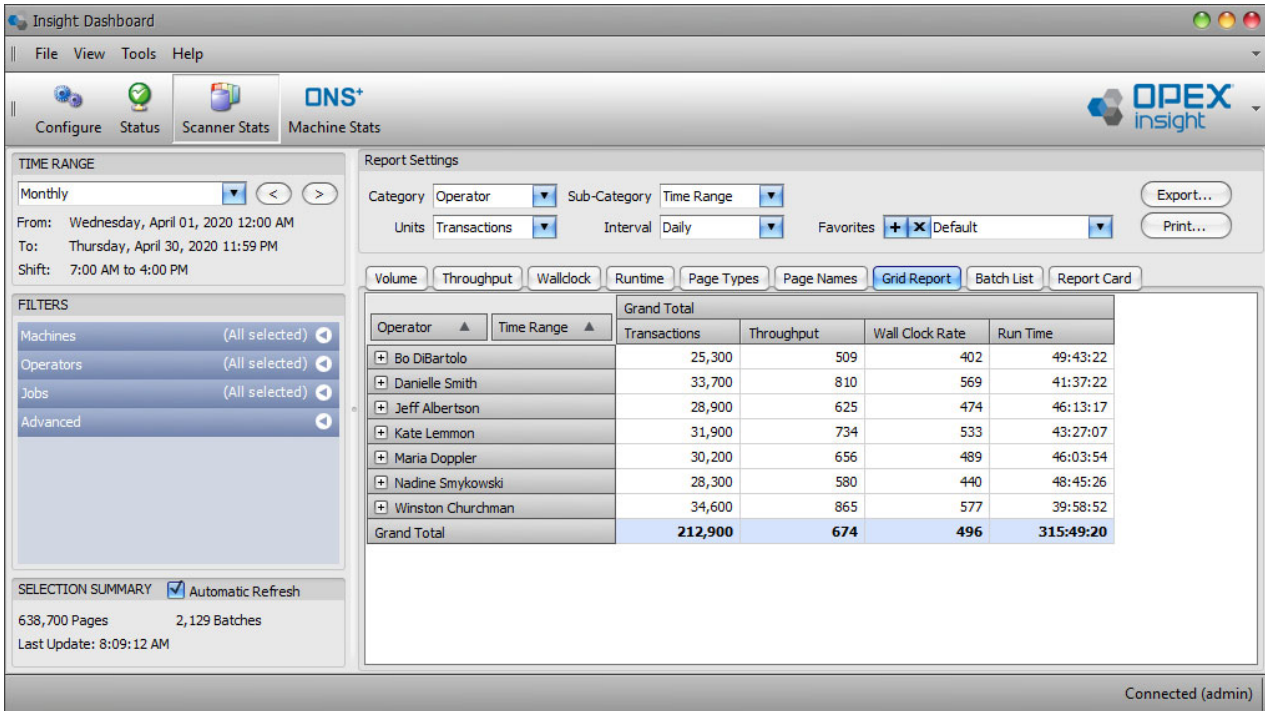 Insight Dashboard
File View Tools Help
Configure Status Scanner Stats ONS+ Machine Stats
OPEX insight
TIME RANGE
Monthly < >
From: Wednesday, April 01, 2020 12:00 AM
To: Thursday, April 30, 2020 11:59 PM
Shift: 7:00 AM to 4:00 PM
FILTERS
Machines (All selected)
Operators (All selected)
Jobs (All selected)
Advanced
SELECTION SUMMARY Automatic Refresh
638,700 Pages 2,129 Batches
Last Update: 8:09:12 AM
Report Settings
Category Operator Sub-Category Time Range Export...
Units Transactions Interval Daily Favorites + x Default Print...
Volume Throughput Wallclock Runtime Page Types Page Names Grid Report Batch List Report Card
Grand Total
Operator Time Range Transactions Throughput Wall Clock Rate Run Time
+ Bo DiBartolo 25,300 509 402 49:43:22
+ Danielle Smith 33,700 810 569 41:37:22
+ Jeff Albertson 28,900 625 474 46:13:17
+ Kate Lemmon 31,900 734 533 43:27:07
+ Maria Doppler 30,200 656 489 46:03:54
+ Nadine Smykowski 28,300 580 440 48:45:26
+ Winston Churchman 34,600 865 577 39:58:52
Grand Total 212,900 674 496 315:49:20
Connected (admin)